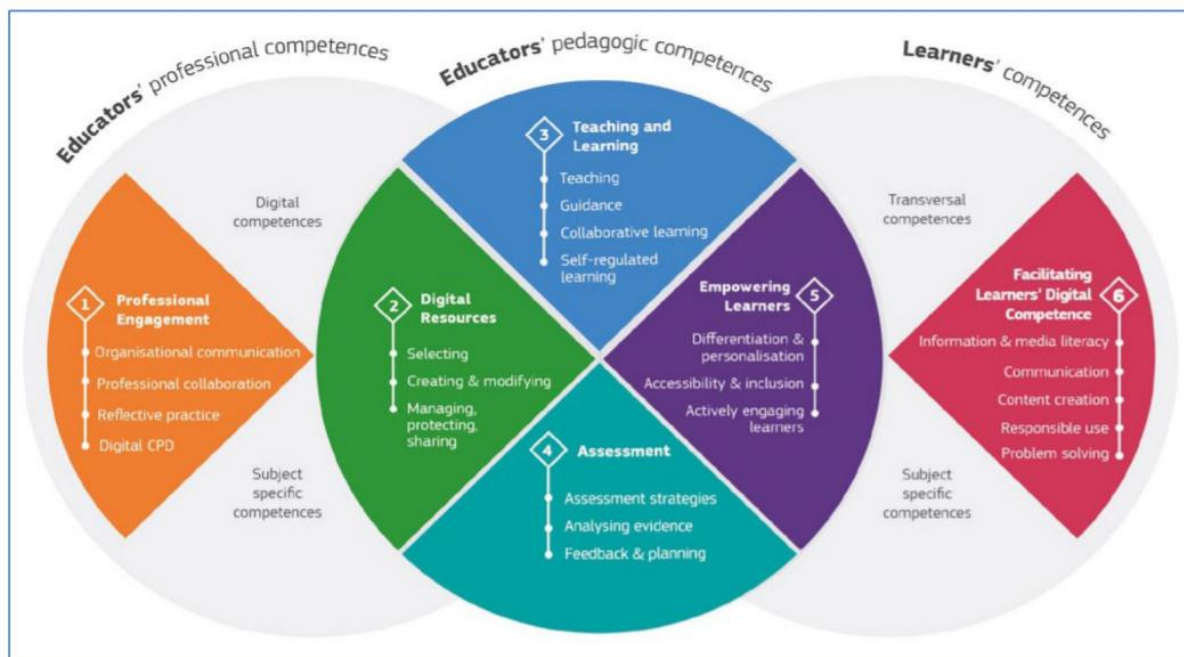 Educators' professional competences
Educators' pedagogic competences
Learners' competences
Digital
competences
Transversal
competences
1
Professional
Engagement
Organisational communication
Professional collaboration
Reflective practice
Digital CPD
2
Digital
Resources
Selecting
Creating & modifying
Managing,
protecting,
sharing
3
Teaching and
Learning
Teaching
Guidance
Collaborative learning
Self-regulated
learning
4
Assessment
Assessment strategies
Analysing evidence
Feedback & planning
Empowering
Learners
5
Differentiation &
personalisation
Accessibility & inclusion
Actively engaging
learners
Facilitating
Learners' Digital
Competence
6
Information & media literacy
Communication
Content creation
Responsible use
Problem solving
Subject
specific
competences
Subject
specific
competences